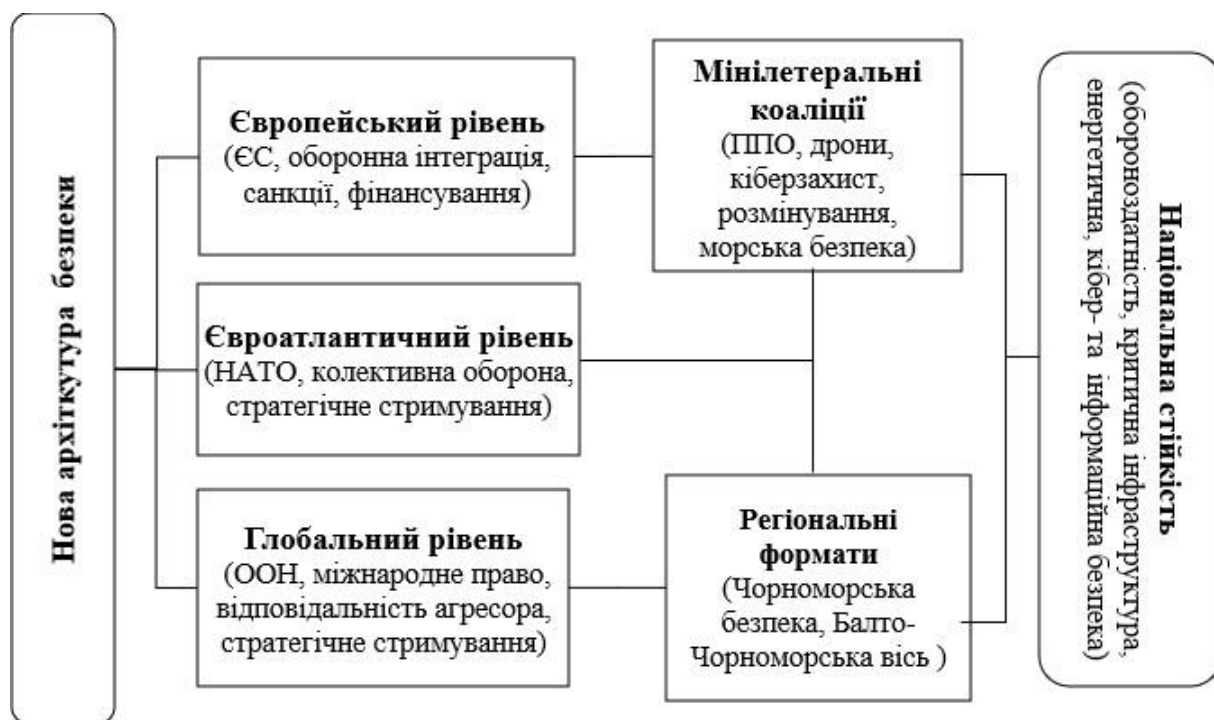 Нова архіткутура безпеки
Європейський рівень
(ЄС, оборонна інтеграція,
санкції, фінансування)
Євроатлантичний рівень
(НАТО, колективна оборона,
стратегічне стримування)
Глобальний рівень
(ООН, міжнародне право,
відповідальність агресора,
стратегічне стримування)
Мінілетеральні
коаліції
(ППО, дрони,
кіберзахист,
розмінування,
морська безпека)
Регіональні
формати
(Чорноморська
безпека, Балто-
Чорноморська вісь )
Національна стійкість
(обороноздатність, критична інфраструктура,
енергетична, кібер- та інформаційна безпека)